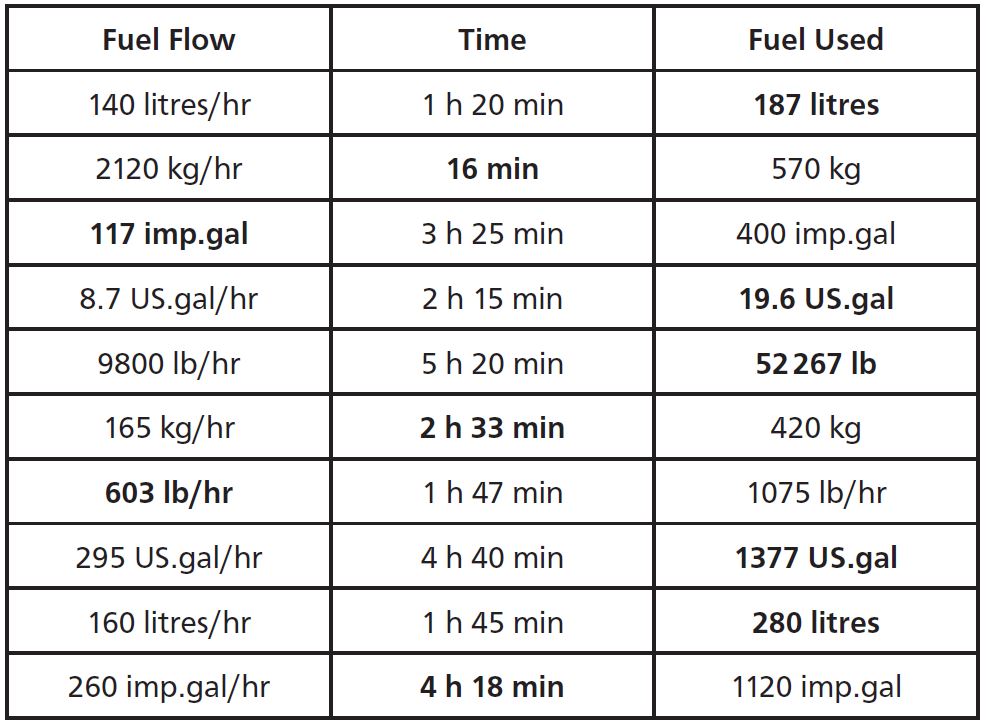 Fuel Flow Time Fuel Used
140 litres/hr 1 h 20 min 187 litres
2120 kg/hr 16 min 570 kg
117 imp.gal 3 h 25 min 400 imp.gal
8.7 US.gal/hr 2 h 15 min 19.6 US.gal
9800 lb/hr 5 h 20 min 52 267 lb
165 kg/hr 2 h 33 min 420 kg
603 lb/hr 1 h 47 min 1075 lb/hr
295 US.gal/hr 4 h 40 min 1377 US.gal
160 litres/hr 1 h 45 min 280 litres
260 imp.gal/hr 4 h 18 min 1120 imp.gal